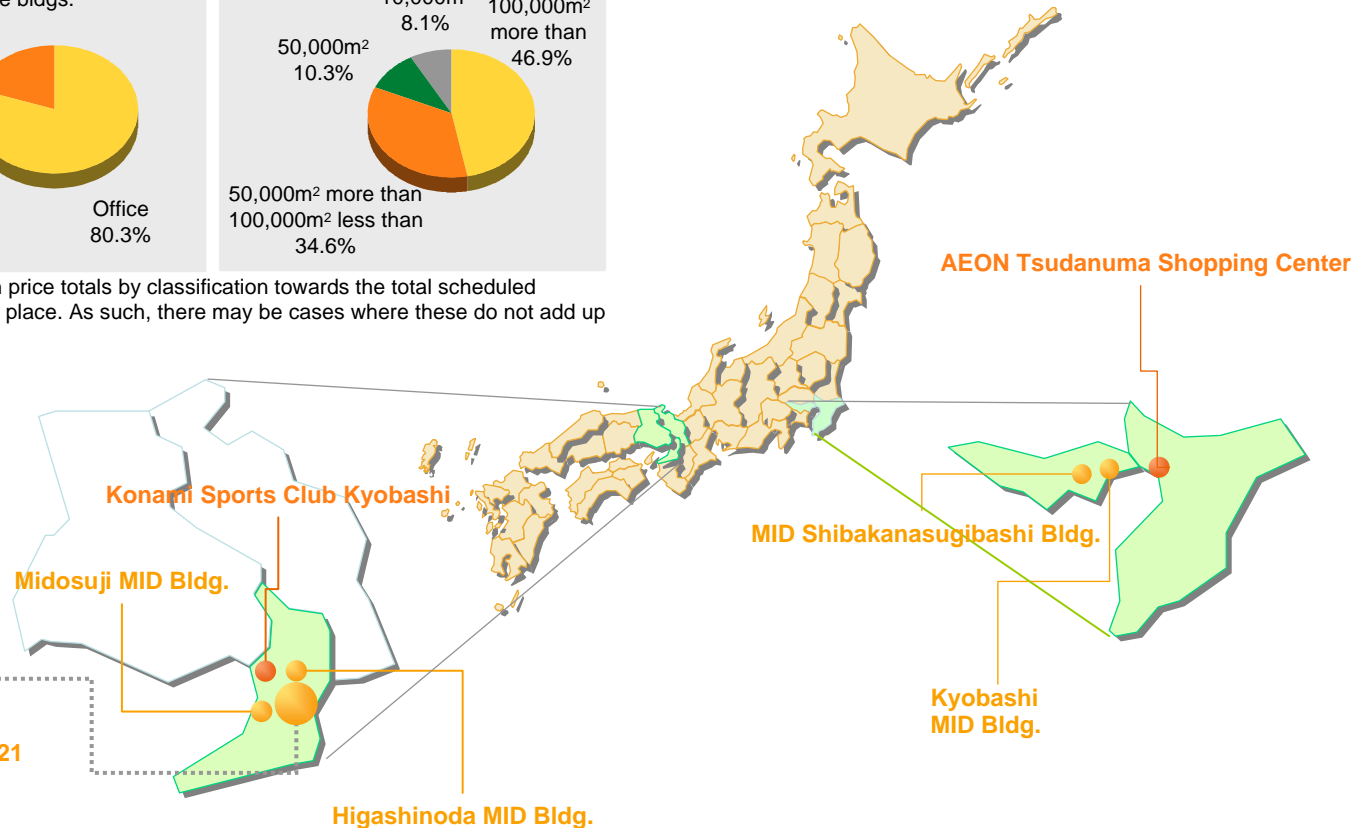 e bldgs.
8.1%
100,000m²
more than
46.9%
50,000m²
10.3%
50,000m² more than
100,000m² less than
34.6%
Office
80.3%
price totals by classification towards the total scheduled
place. As such, there may be cases where these do not add up
AEON Tsudanuma Shopping Center
Konami Sports Club Kyobashi
MID Shibakanasugibashi Bldg.
Midosuji MID Bldg.
Kyobashi
MID Bldg.
21
Higashinoda MID Bldg.